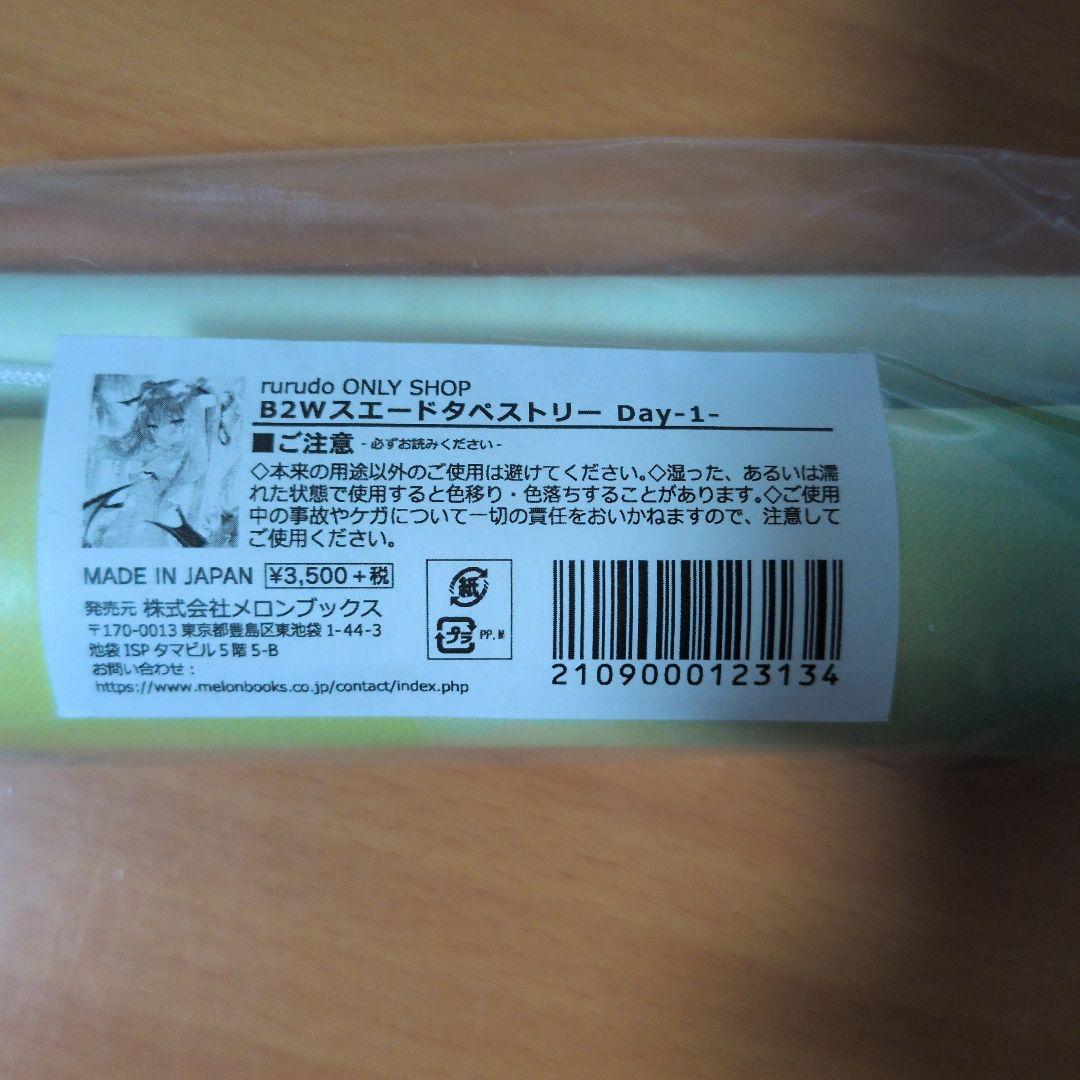 rurudo ONLY SHOP
B2Wスエードタペストリー Day-1-
■ご注意 -必ずお読みください-
◇本来の用途以外のご使用は避けてください。◇湿った、あるいは濡
れた状態で使用すると色移り・色落ちすることがあります。◇ご使用
中の事故やケガについて一切の責任をおいかねますので、注意して
ご使用ください。
MADE IN JAPAN ¥3,500+税
発売元 株式会社メロンブックス
〒170-0013 東京都豊島区東池袋 1-44-3
池袋 ISP タマビル 5 階 5-B
お問い合わせ：
https://www.melonbooks.co.jp/contact/index.php
紙
プラ PP,M
2109000123134